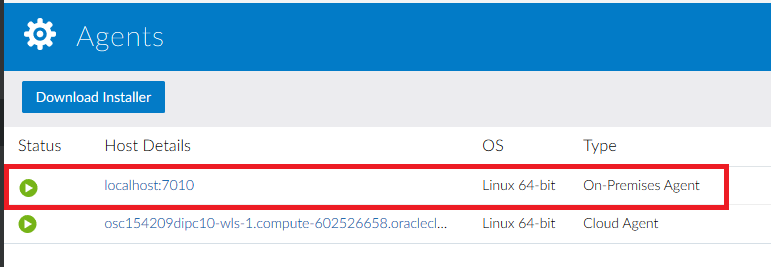 Agents
Download Installer
Status Host Details OS Type
localhost:7010 Linux 64-bit On-Premises Agent
osc154209dipc10-wls-1.compute-602526658.oraclecl... Linux 64-bit Cloud Agent